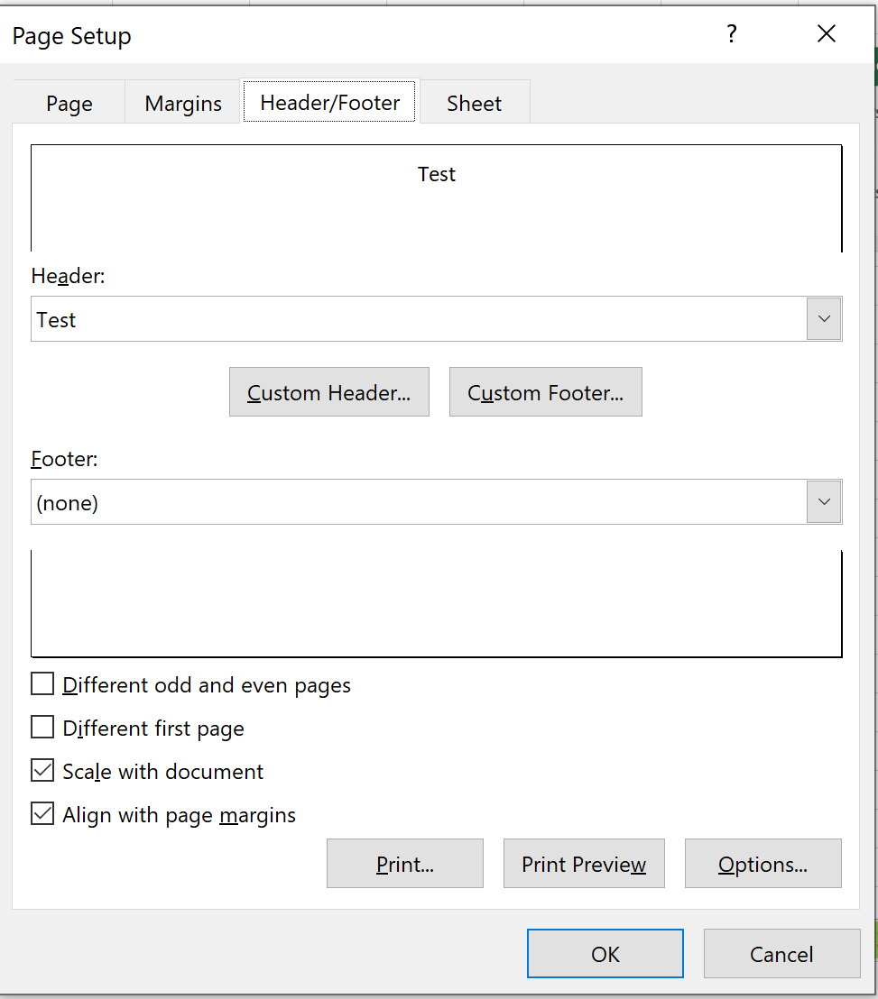 Page Setup
?
Page Margins Header/Footer Sheet
Test
Header:
Test
Custom Header... Custom Footer...
Footer:
(none)
Different odd and even pages
Different first page
Scale with document
Align with page margins
Print... Print Preview Options...
OK Cancel